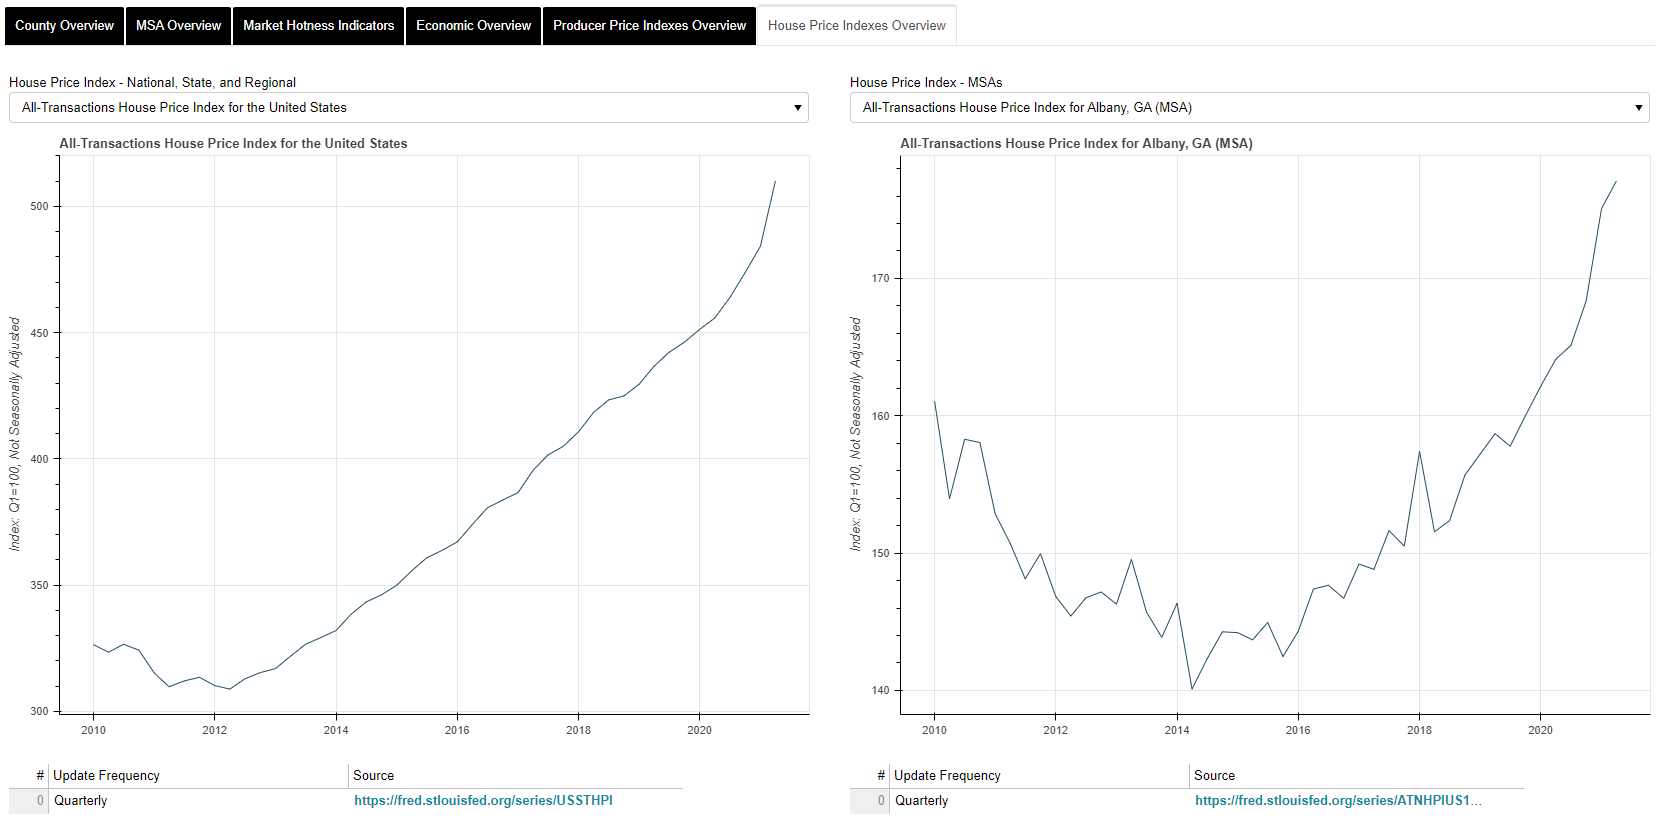 County Overview
MSA Overview
Market Hotness Indicators
Economic Overview
Producer Price Indexes Overview
House Price Indexes Overview
House Price Index - National, State, and Regional
All-Transactions House Price Index for the United States
All-Transactions House Price Index for the United States
Index: Q1=100, Not Seasonally Adjusted
500
450
400
350
300
2010 2012 2014 2016 2018 2020
# Update Frequency Source
0 Quarterly https://fred.stlouisfed.org/series/USSTHPI
House Price Index - MSAs
All-Transactions House Price Index for Albany, GA (MSA)
All-Transactions House Price Index for Albany, GA (MSA)
Index: Q1=100, Not Seasonally Adjusted
170
160
150
140
2010 2012 2014 2016 2018 2020
# Update Frequency Source
0 Quarterly https://fred.stlouisfed.org/series/ATNHPIUS1...